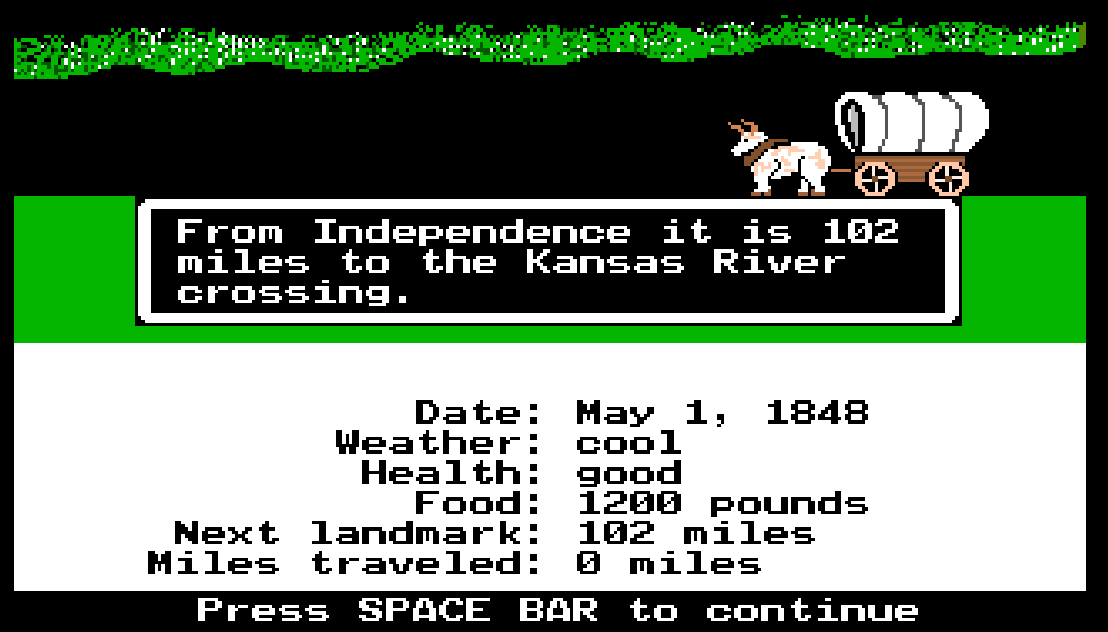 From Independence it is 102
miles to the Kansas River
crossing.
Date: May 1, 1848
Weather: cool
Health: good
Food: 1200 pounds
Next landmark: 102 miles
Miles traveled: 0 miles
Press SPACE BAR to continue